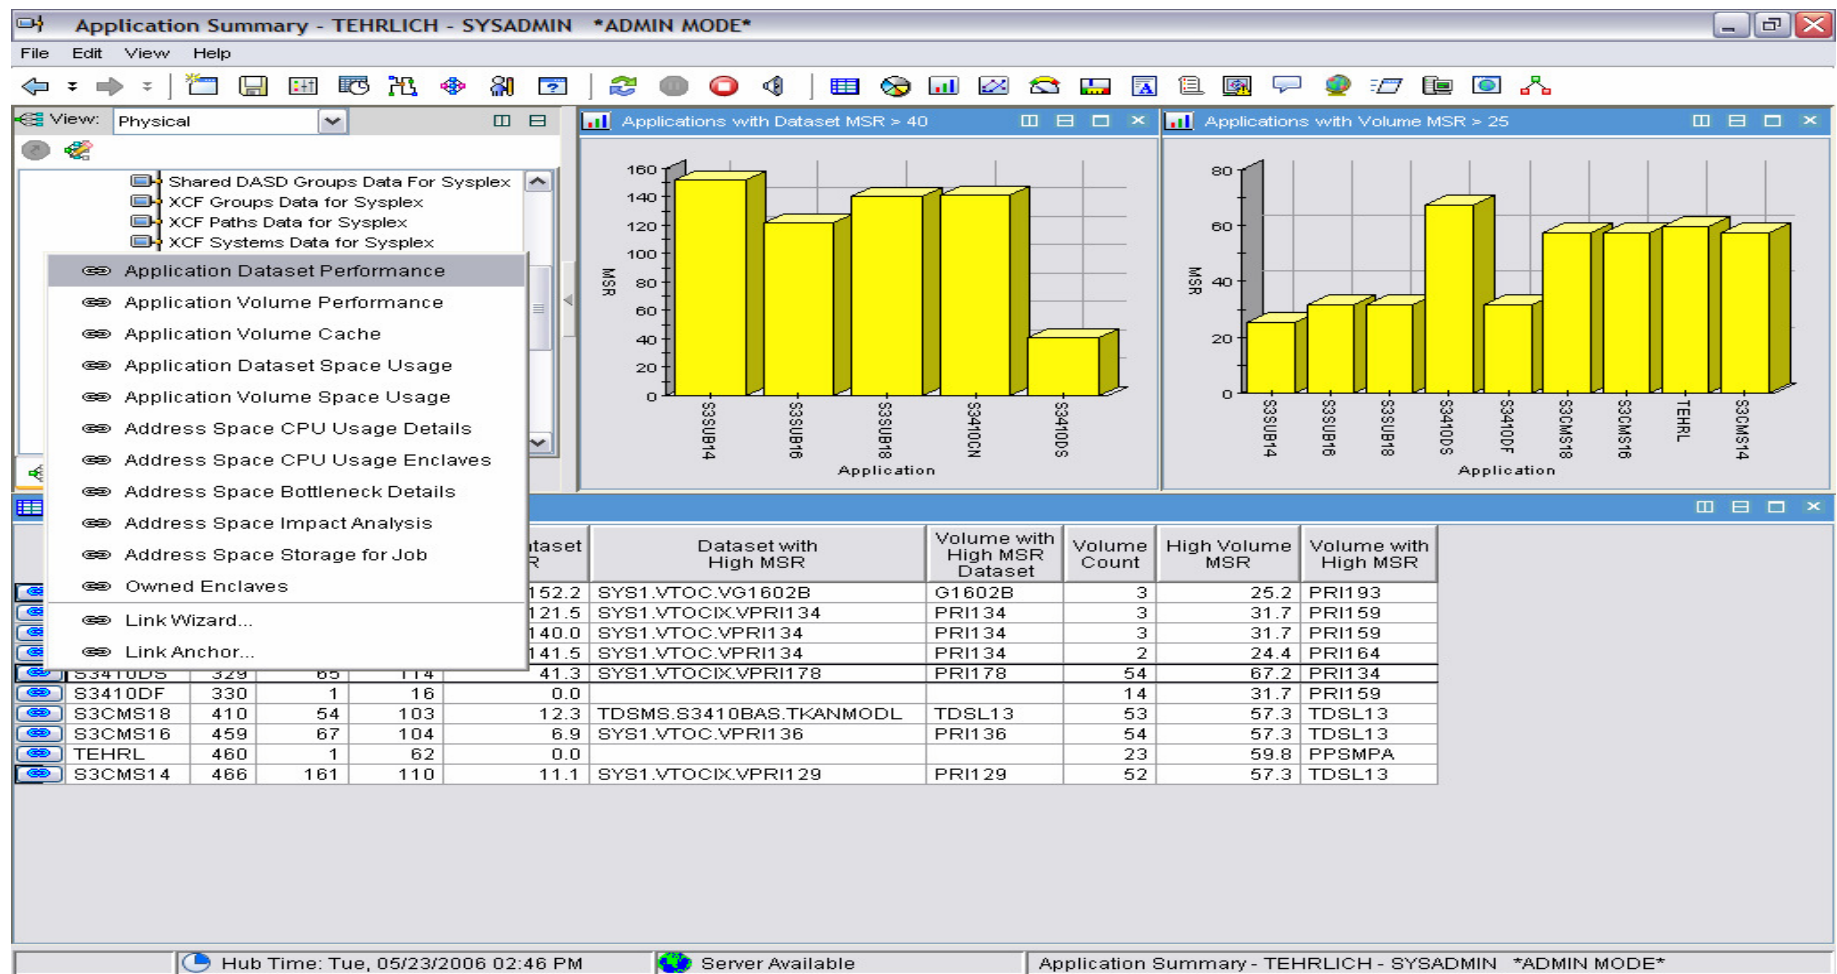 Application Summary - TEHRLICH - SYSADMIN *ADMIN MODE*
File Edit View Help
View: Physical
Shared DASD Groups Data For Sysplex
XCF Groups Data for Sysplex
XCF Paths Data for Sysplex
XCF Systems Data for Sysplex
Application Dataset Performance
Application Volume Performance
Application Volume Cache
Application Dataset Space Usage
Application Volume Space Usage
Address Space CPU Usage Details
Address Space CPU Usage Enclaves
Address Space Bottleneck Details
Address Space Impact Analysis
Address Space Storage for Job
Owned Enclaves
Link Wizard...
Link Anchor...
Applications with Dataset MSR > 40
160
140
120
100
80
60
40
20
0
MSR
S3SUB14
S3SUB16
S3SUB18
S3410CN
S3410DS
Application
Applications with Volume MSR > 25
80
60
40
20
0
MSR
S3SUB14
S3SUB16
S3SUB18
S3410DS
S3410DF
S3CMS18
S3CMS16
TEHRL
S3CMS14
Application
Dataset with High MSR
Volume with High MSR Dataset
Volume Count
High Volume MSR
Volume with High MSR
152.2 SYS1.VTOC.VG1602B G1602B 3 25.2 PRI193
121.5 SYS1.VTOCIX.VPRI134 PRI134 3 31.7 PRI159
140.0 SYS1.VTOC.VPRI134 PRI134 3 31.7 PRI159
141.5 SYS1.VTOC.VPRI134 PRI134 2 24.4 PRI164
S3410DS 329 65 114 41.3 SYS1.VTOCIX.VPRI178 PRI178 54 67.2 PRI134
S3410DF 330 1 16 0.0 14 31.7 PRI159
S3CMS18 410 54 103 12.3 TDSMS.S3410BAS.TKANMODL TDSL13 53 57.3 TDSL13
S3CMS16 459 67 104 6.9 SYS1.VTOC.VPRI136 PRI136 54 57.3 TDSL13
TEHRL 460 1 62 0.0 23 59.8 PPSMPA
S3CMS14 466 161 110 11.1 SYS1.VTOCIX.VPRI129 PRI129 52 57.3 TDSL13
Hub Time: Tue, 05/23/2006 02:46 PM
Server Available
Application Summary - TEHRLICH - SYSADMIN *ADMIN MODE*